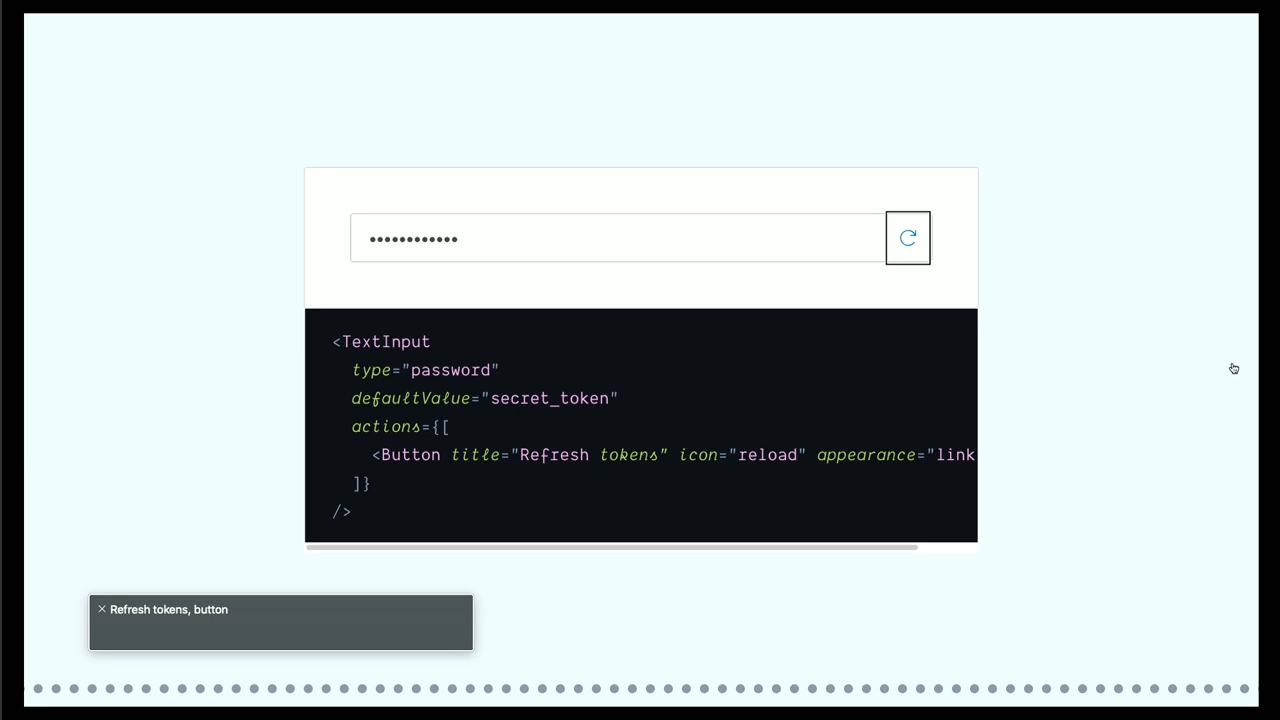 ••••••••••••
<TextInput
type="password"
defaultValue="secret_token"
actions={[
<Button title="Refresh tokens" icon="reload" appearance="link
]}
/>
× Refresh tokens, button